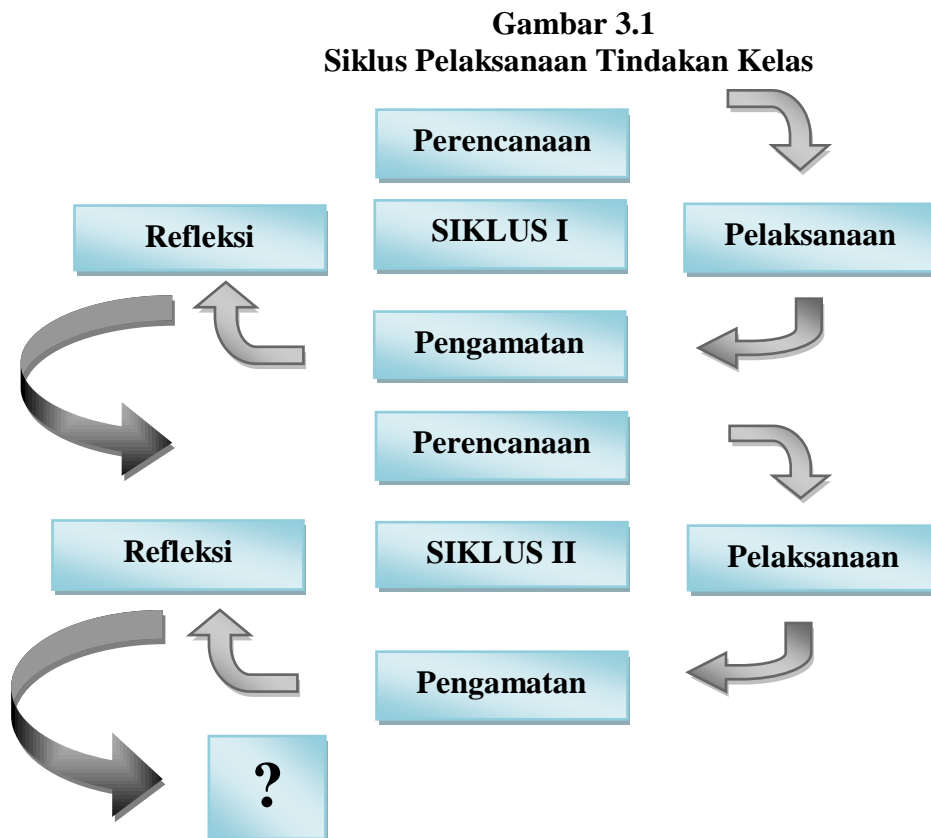 Gambar 3.1
Siklus Pelaksanaan Tindakan Kelas
Perencanaan
Refleksi
SIKLUS I
Pelaksanaan
Pengamatan
Perencanaan
Refleksi
SIKLUS II
Pelaksanaan
Pengamatan
?